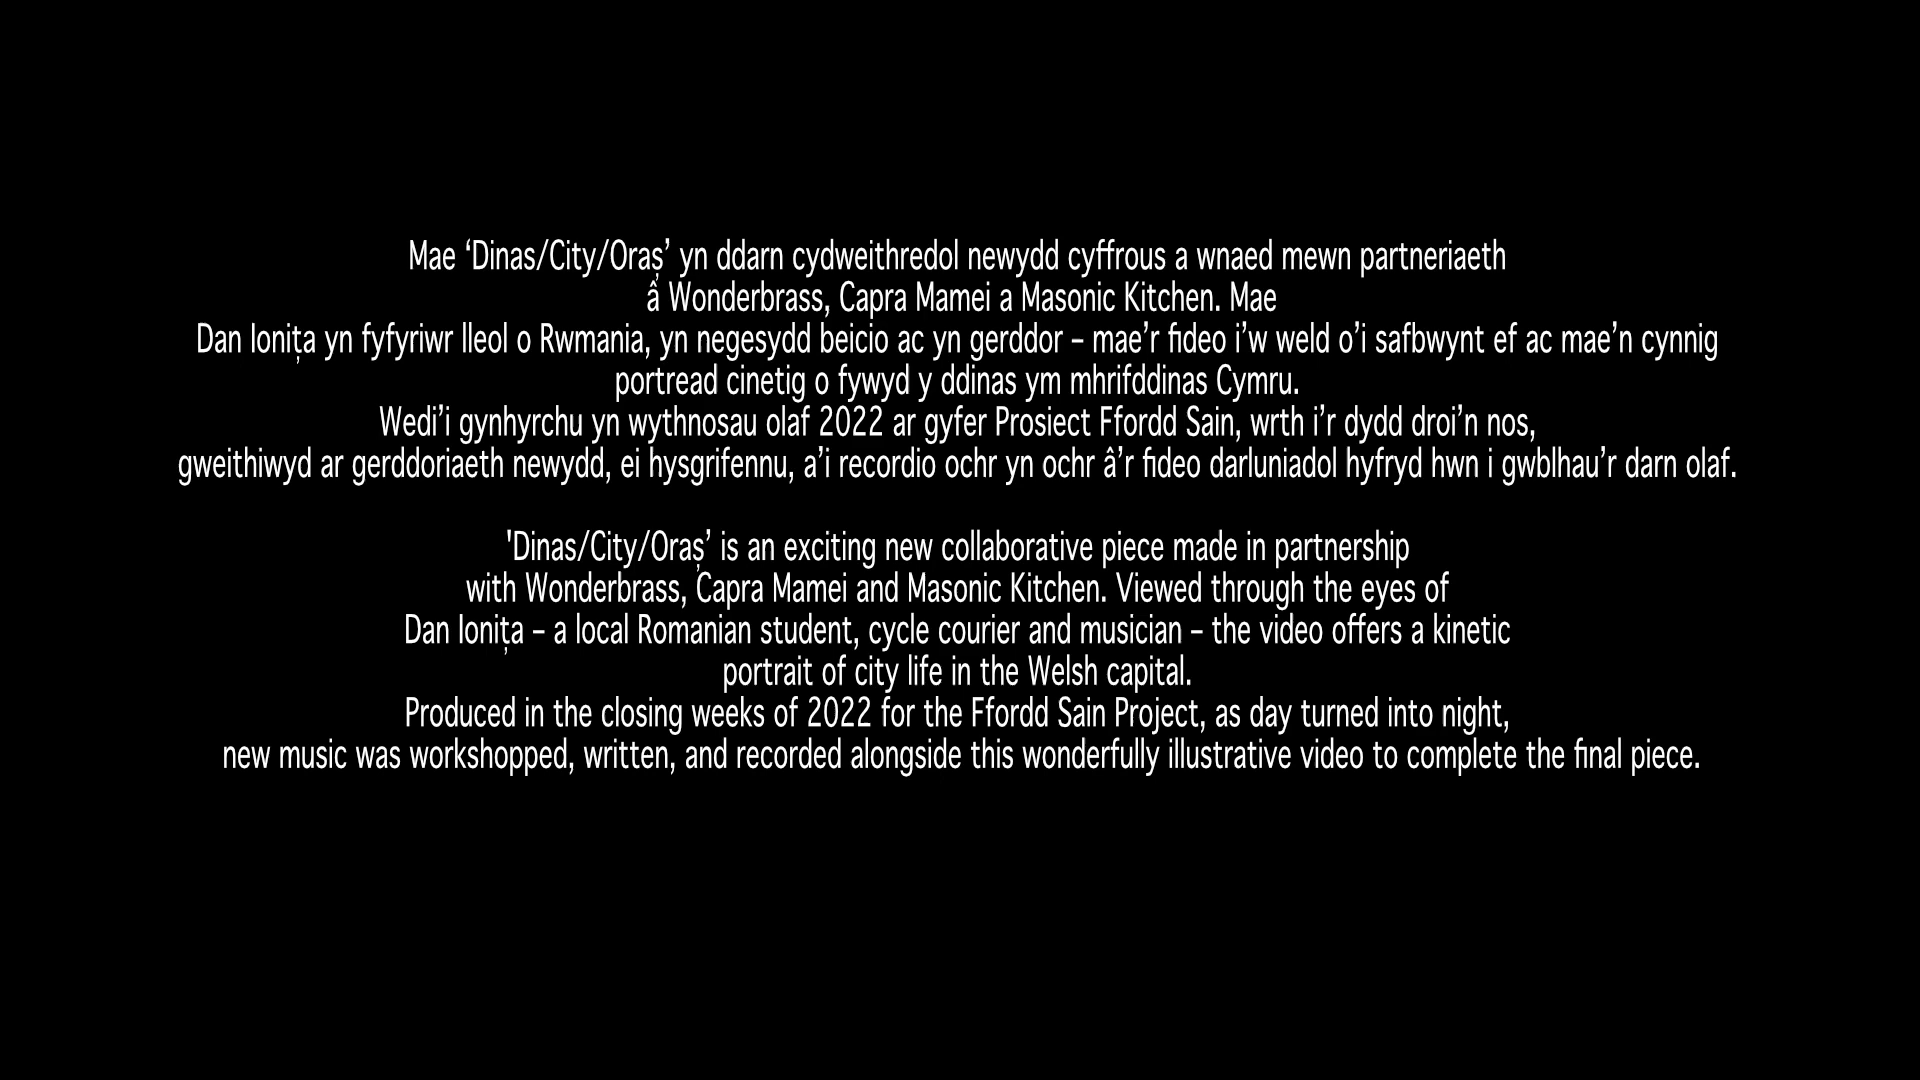 Mae ‘Dinas/City/Oraș’ yn ddarn cydweithredol newydd cyffrous a wnaed mewn partneriaeth
â Wonderbrass, Capra Mamei a Masonic Kitchen. Mae
Dan Ionița yn fyfyriwr lleol o Rwmania, yn negesydd beicio ac yn gerddor – mae’r fideo i’w weld o’i safbwynt ef ac mae’n cynnig
portread cinetig o fywyd y ddinas ym mhrifddinas Cymru.
Wedi’i gynhyrchu yn wythnosau olaf 2022 ar gyfer Prosiect Ffordd Sain, wrth i’r dydd droi’n nos,
gweithiwyd ar gerddoriaeth newydd, ei hysgrifennu, a’i recordio ochr yn ochr â’r fideo darluniadol hyfryd hwn i gwblhau’r darn olaf.
'Dinas/City/Oraș’ is an exciting new collaborative piece made in partnership
with Wonderbrass, Capra Mamei and Masonic Kitchen. Viewed through the eyes of
Dan Ionița – a local Romanian student, cycle courier and musician – the video offers a kinetic
portrait of city life in the Welsh capital.
Produced in the closing weeks of 2022 for the Ffordd Sain Project, as day turned into night,
new music was workshopped, written, and recorded alongside this wonderfully illustrative video to complete the final piece.